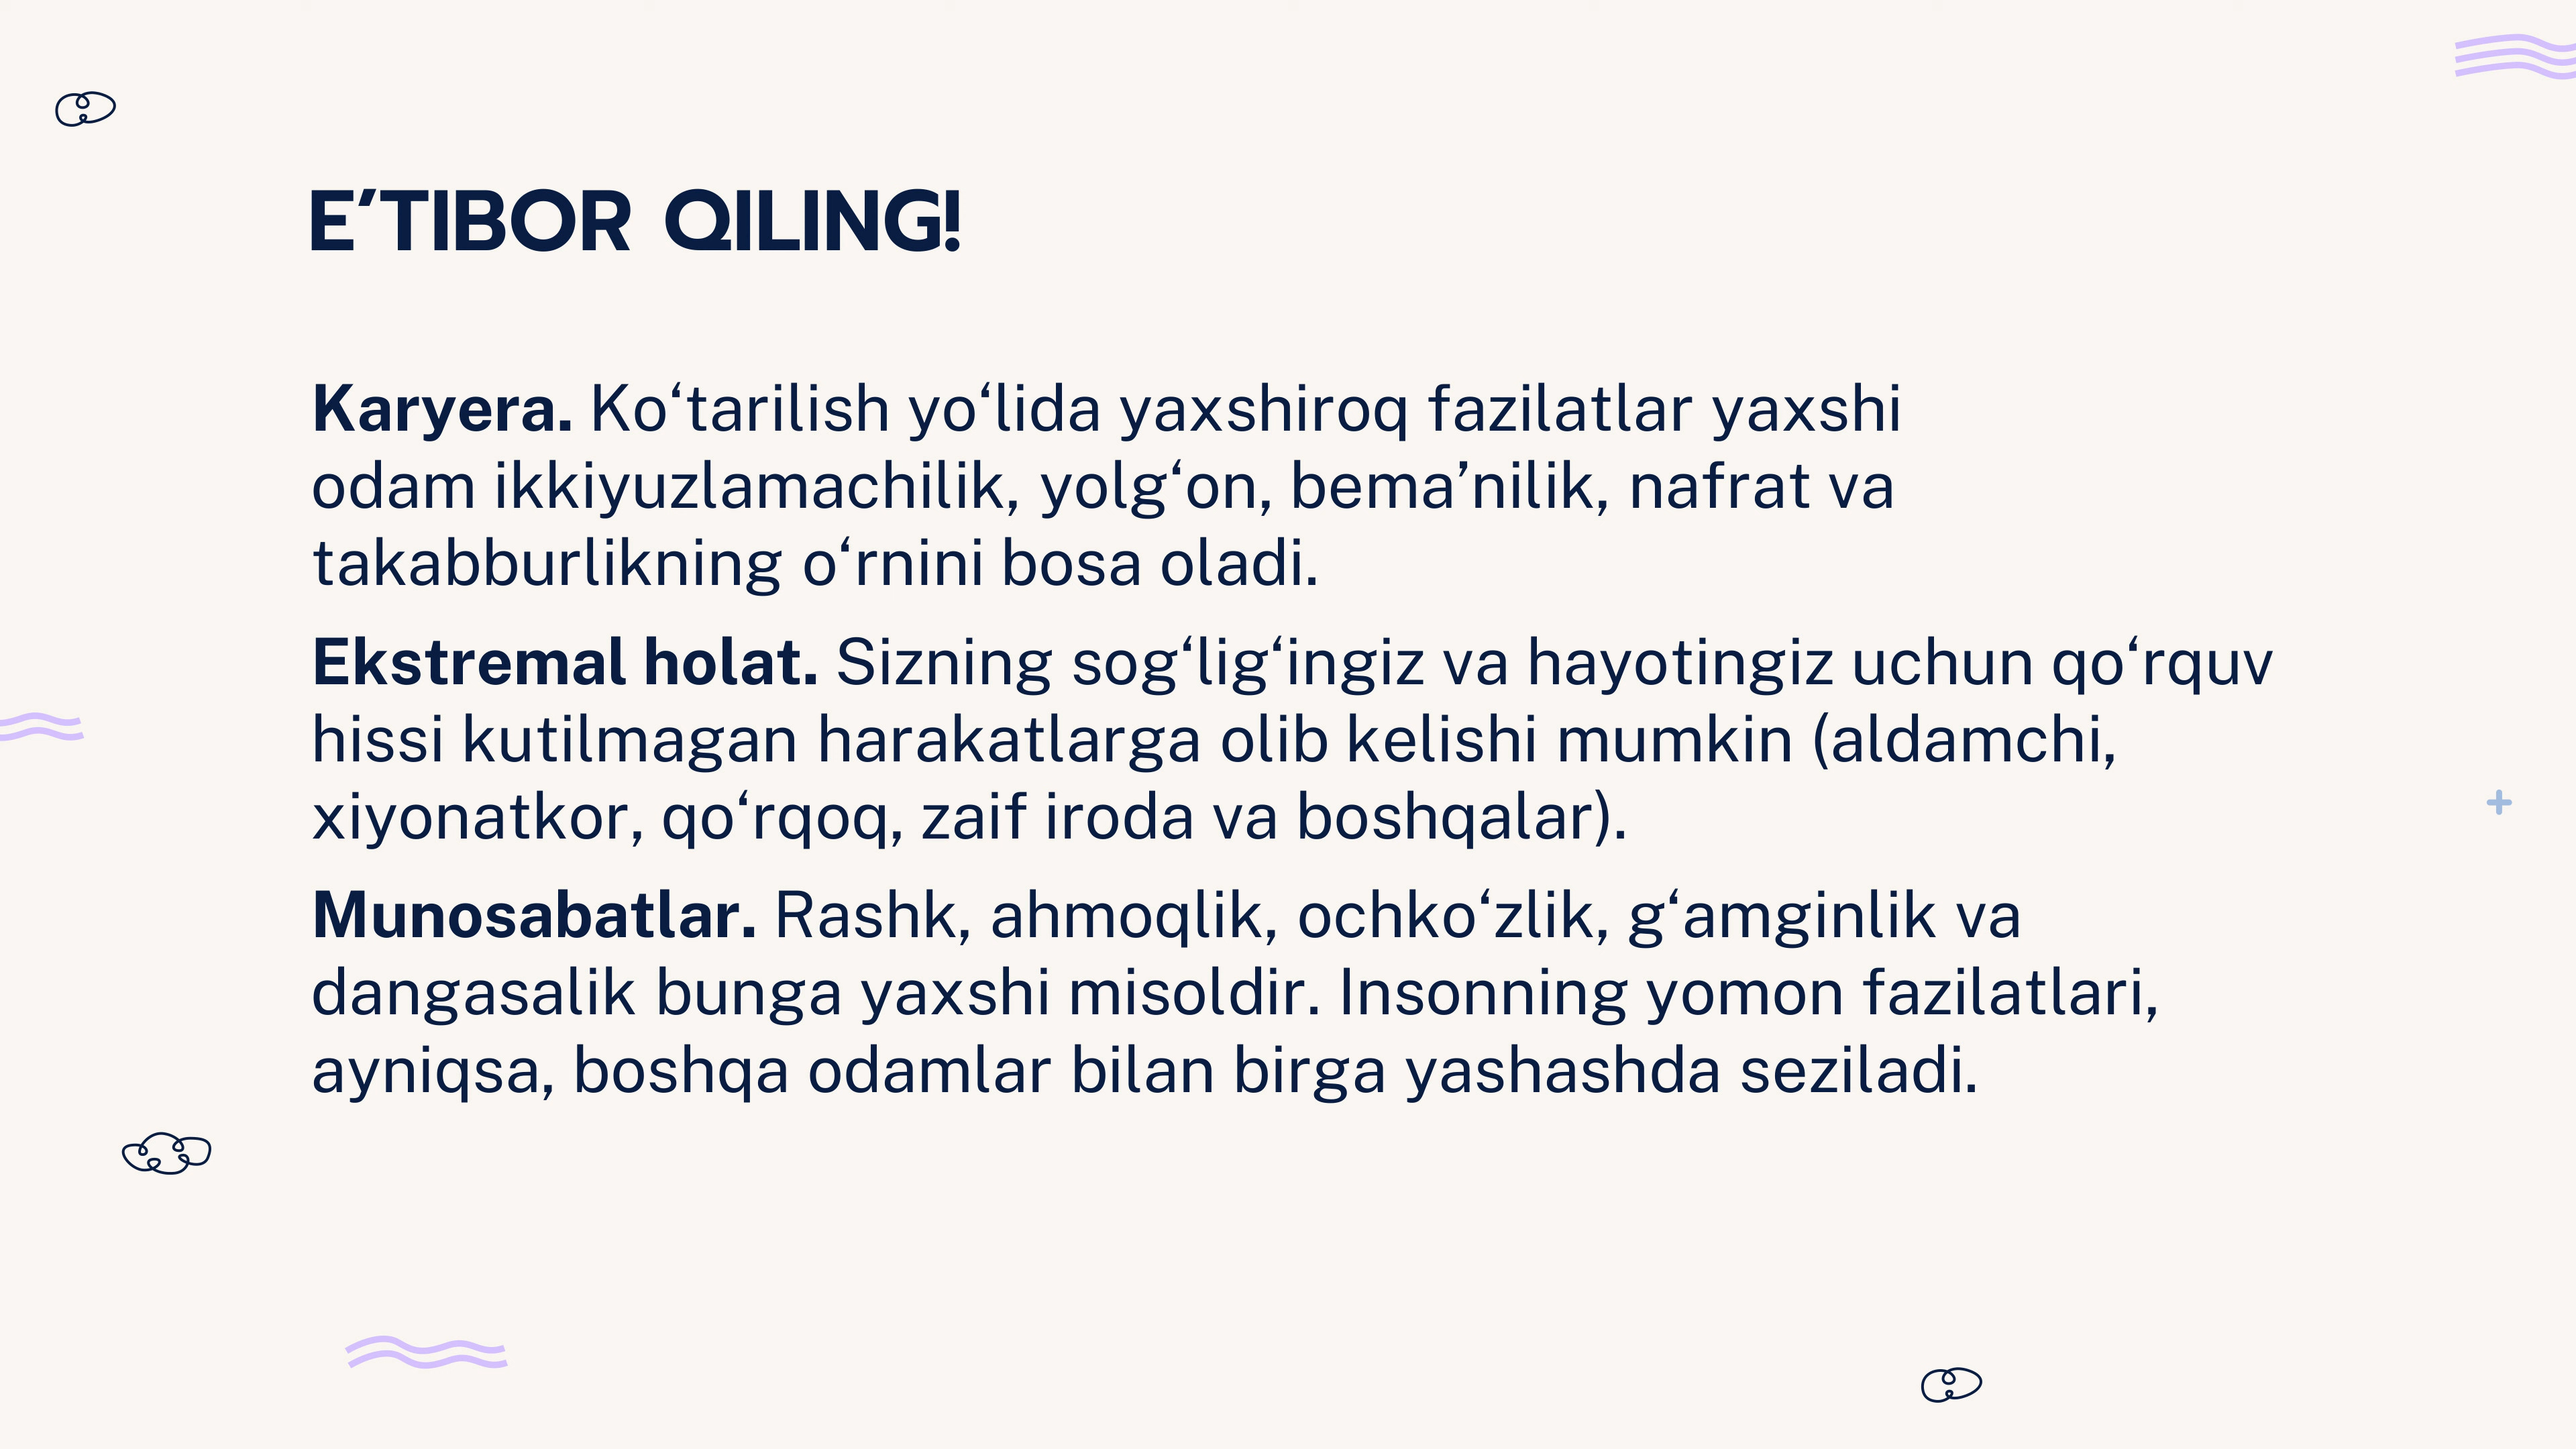 E’TIBOR QILING!
Karyera. Ko‘tarilish yo‘lida yaxshiroq fazilatlar yaxshi
odam ikkiyuzlamachilik, yolg‘on, bema’nilik, nafrat va
takabburlikning o‘rnini bosa oladi.
Ekstremal holat. Sizning sog‘lig‘ingiz va hayotingiz uchun qo‘rquv
hissi kutilmagan harakatlarga olib kelishi mumkin (aldamchi,
xiyonatkor, qo‘rqoq, zaif iroda va boshqalar).
Munosabatlar. Rashk, ahmoqlik, ochko‘zlik, g‘amginlik va
dangasalik bunga yaxshi misoldir. Insonning yomon fazilatlari,
ayniqsa, boshqa odamlar bilan birga yashashda seziladi.